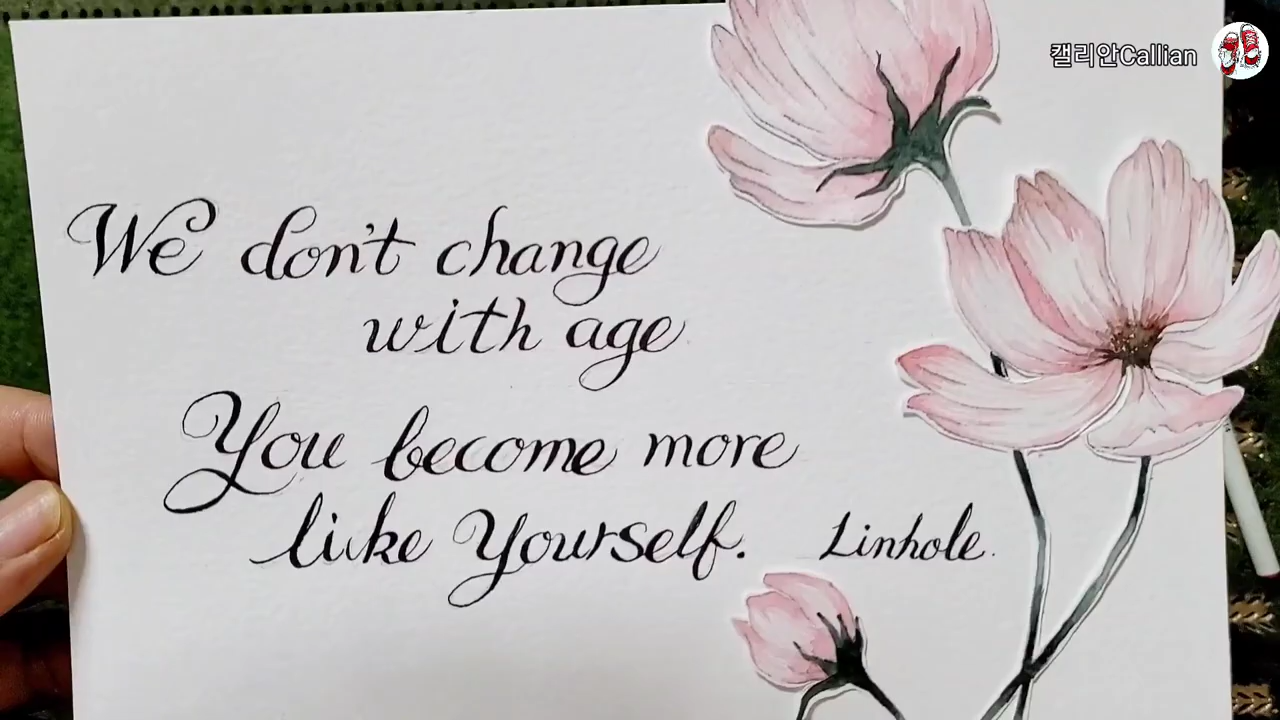 캘리안Callian
We don't change
with age
You become more
like Yourself. Linhole.